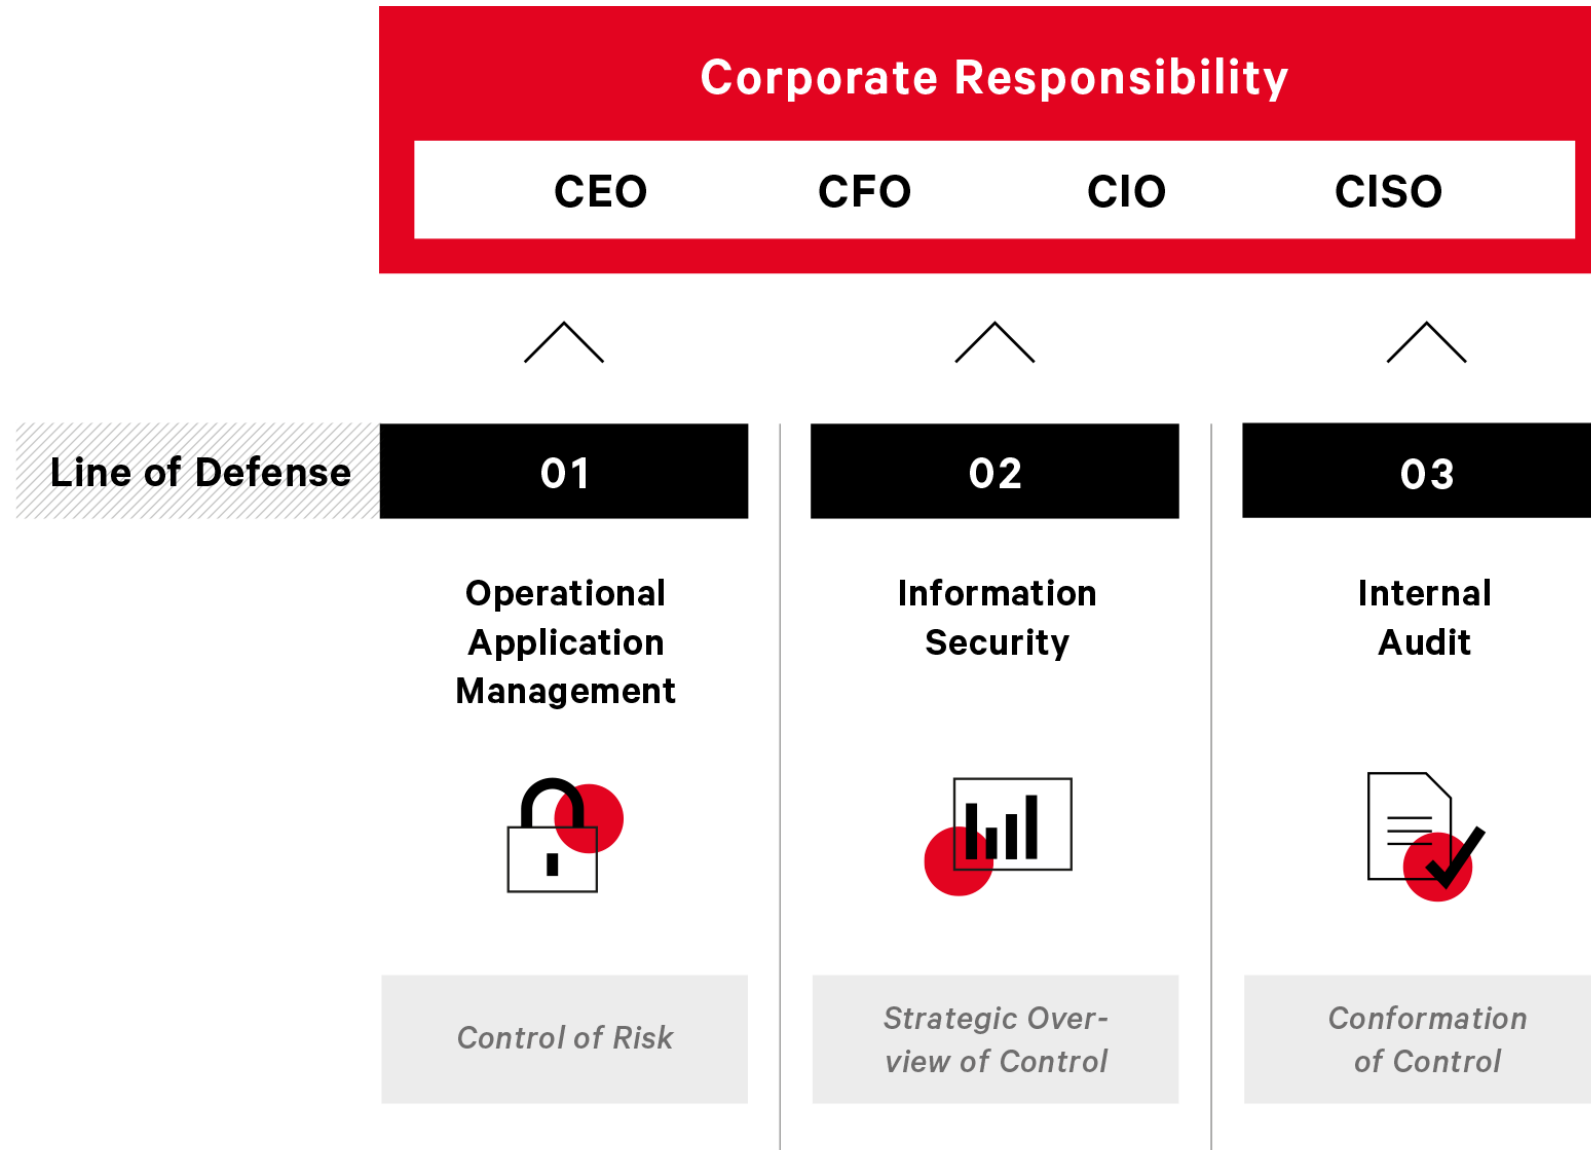 Corporate Responsibility
CEO CFO CIO CISO
Line of Defense 01 02 03
Operational
Application
Management
Information
Security
Internal
Audit
Control of Risk
Strategic Over-
view of Control
Conformation
of Control